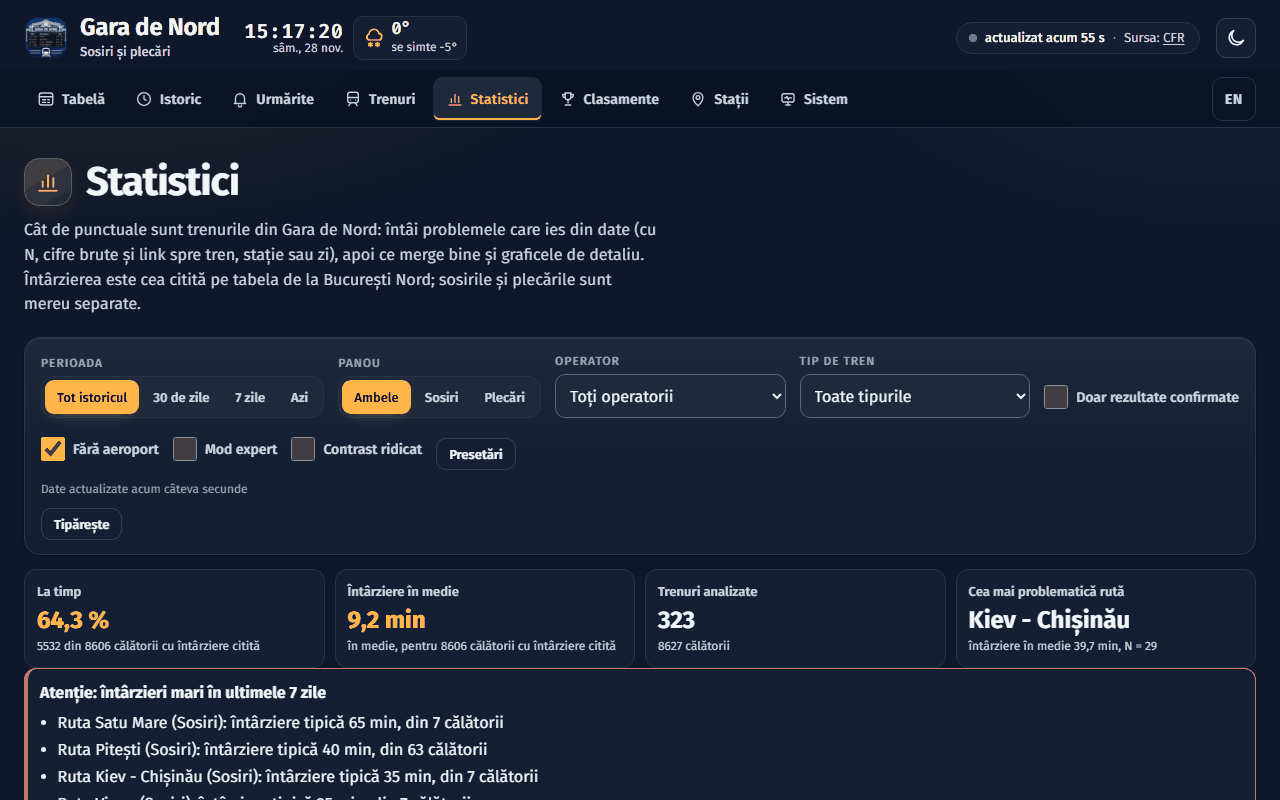 Gara de Nord
Sosiri și plecări
15:17:20
sâm., 28 nov.
0°
se simte -5°
actualizat acum 55 s · Sursa: CFR
Tabelă
Istoric
Urmărite
Trenuri
Statistici
Clasamente
Stații
Sistem
EN
Statistici
Cât de punctuale sunt trenurile din Gara de Nord: întâi problemele care ies din date (cu
N, cifre brute și link spre tren, stație sau zi), apoi ce merge bine și graficele de detaliu.
Întârzierea este cea citită pe tabela de la București Nord; sosirile și plecările sunt
mereu separate.
PERIOADA
Tot istoricul
30 de zile
7 zile
Azi
PANOU
Ambele
Sosiri
Plecări
OPERATOR
Toți operatorii
TIP DE TREN
Toate tipurile
Doar rezultate confirmate
Fără aeroport
Mod expert
Contrast ridicat
Presetări
Date actualizate acum câteva secunde
Tipărește
La timp
64,3 %
5532 din 8606 călătorii cu întârziere citită
Întârziere în medie
9,2 min
în medie, pentru 8606 călătorii cu întârziere citită
Trenuri analizate
323
8627 călătorii
Cea mai problematică rută
Kiev - Chișinău
întârziere în medie 39,7 min, N = 29
Atenție: întârzieri mari în ultimele 7 zile
• Ruta Satu Mare (Sosiri): întârziere tipică 65 min, din 7 călătorii
• Ruta Pitești (Sosiri): întârziere tipică 40 min, din 63 călătorii
• Ruta Kiev - Chișinău (Sosiri): întârziere tipică 35 min, din 7 călătorii